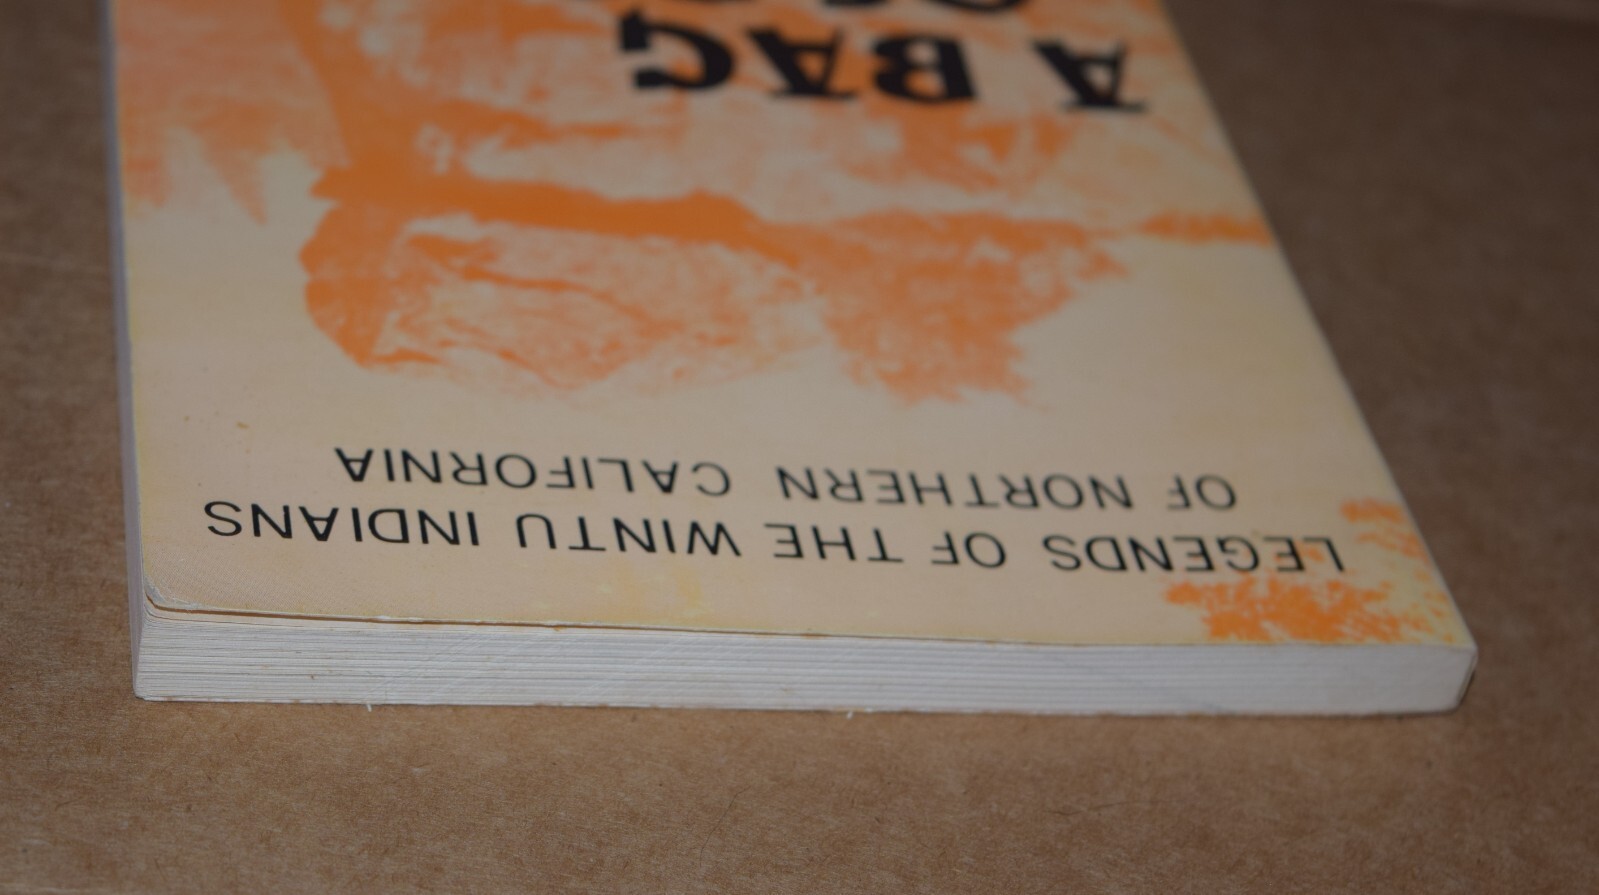 LEGENDS OF THE WINTU INDIANS
OF NORTHERN CALIFORNIA
A BAG